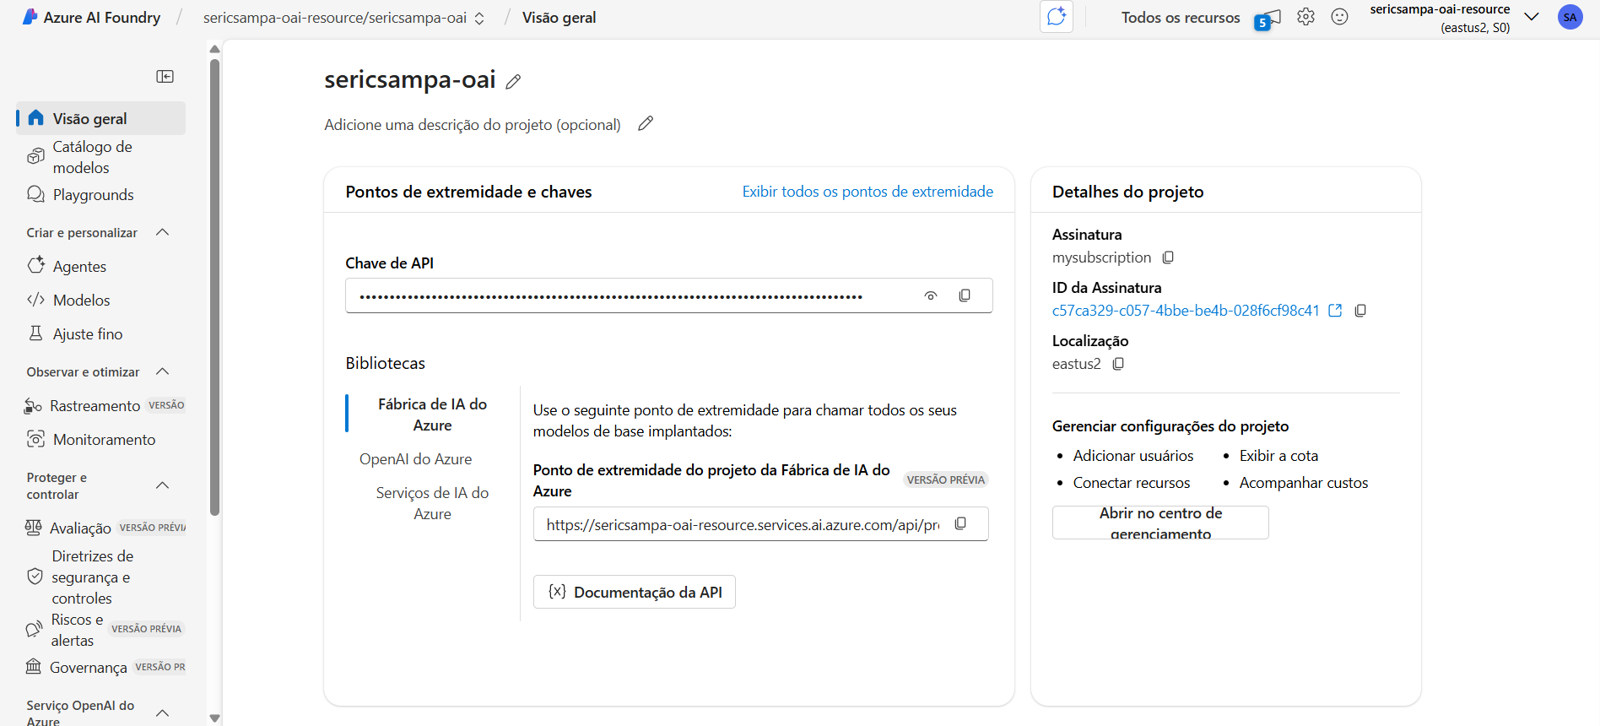 Azure AI Foundry / sericsampa-oai-resource/sericsampa-oai / Visão geral
Todos os recursos
5
sericsampa-oai-resource
(eastus2, S0)
SA
Visão geral
Catálogo de
modelos
Playgrounds
Criar e personalizar
Agentes
Modelos
Ajuste fino
Observar e otimizar
Rastreamento VERSÃO
Monitoramento
Proteger e
controlar
Avaliação VERSÃO PRÉVIA
Diretrizes de
segurança e
controles
Riscos e
alertas
VERSÃO PRÉVIA
Governança VERSÃO PR
Serviço OpenAI do
Azure
sericsampa-oai
Adicione uma descrição do projeto (opcional)
Pontos de extremidade e chaves
Exibir todos os pontos de extremidade
Chave de API
Bibliotecas
Fábrica de IA do
Azure
OpenAI do Azure
Serviços de IA do
Azure
Use o seguinte ponto de extremidade para chamar todos os seus
modelos de base implantados:
Ponto de extremidade do projeto da Fábrica de IA do
Azure
VERSÃO PRÉVIA
https://sericsampa-oai-resource.services.ai.azure.com/api/pro
{x} Documentação da API
Detalhes do projeto
Assinatura
mysubscription
ID da Assinatura
c57ca329-c057-4bbe-be4b-028f6cf98c41
Localização
eastus2
Gerenciar configurações do projeto
• Adicionar usuários
• Exibir a cota
• Conectar recursos
• Acompanhar custos
Abrir no centro de
gerenciamento